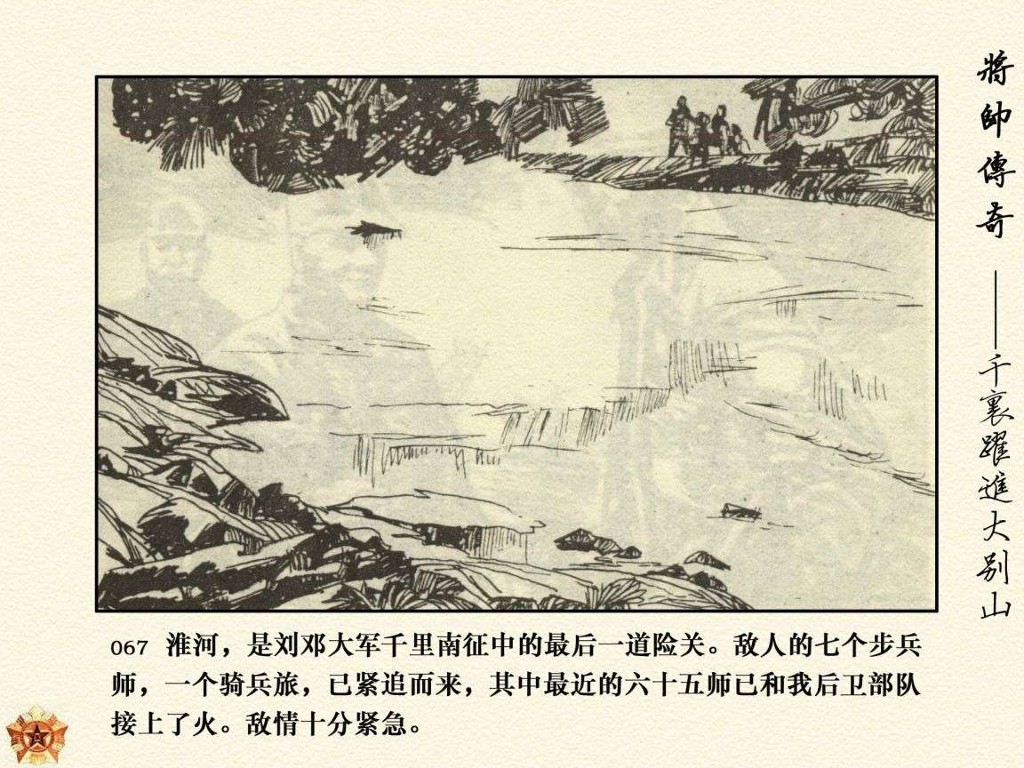 將帥傳奇 ——千裏躍進大别山
067 淮河，是刘邓大军千里南征中的最后一道险关。敌人的七个步兵
师，一个骑兵旅，已紧追而来，其中最近的六十五师已和我后卫部队
接上了火。敌情十分紧急。